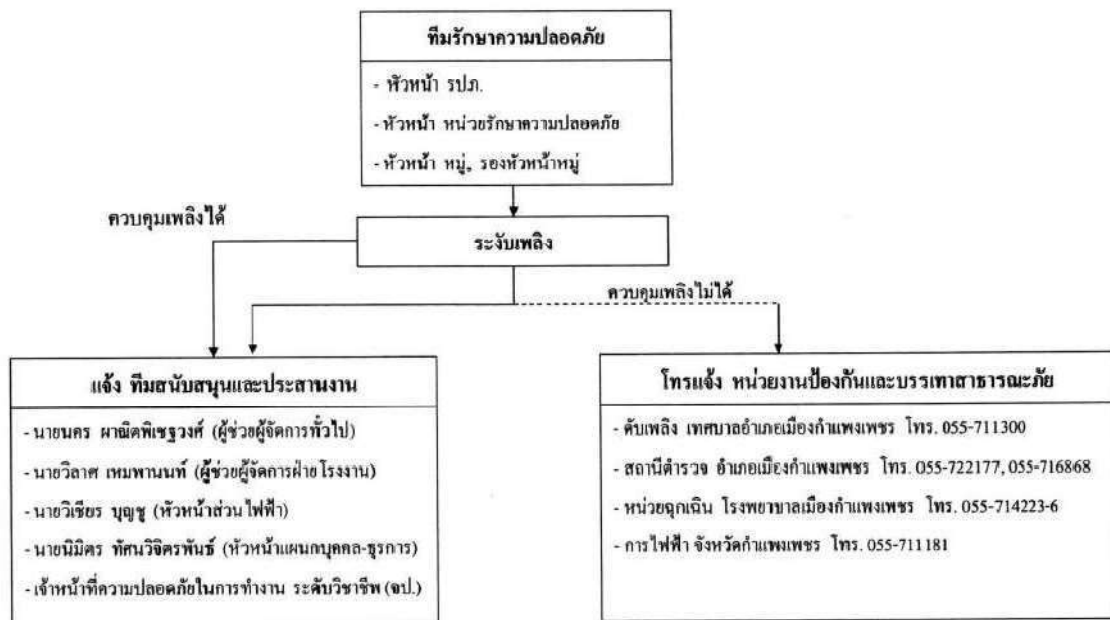 ทีมรักษาความปลอดภัย
- หัวหน้า รปภ.
- หัวหน้า หน่วยรักษาความปลอดภัย
- หัวหน้า หมู่, รองหัวหน้าหมู่
ควบคุมเพลิงได้
ระงับเพลิง
ควบคุมเพลิงไม่ได้
แจ้ง ทีมสนับสนุนและประสานงาน
- นายนคร ผาณิตพิเชฐวงศ์ (ผู้ช่วยผู้จัดการทั่วไป)
- นายวิลาศ เหมพานนท์ (ผู้ช่วยผู้จัดการฝ่ายโรงงาน)
- นายวิเชียร บุญชู (หัวหน้าส่วนไฟฟ้า)
- นายนิมิตร ทัศนวิจิตรพันธ์ (หัวหน้าแผนกบุคคล-ธุรการ)
- เจ้าหน้าที่ความปลอดภัยในการทำงาน ระดับวิชาชีพ (จป.)
โทรแจ้ง หน่วยงานป้องกันและบรรเทาสาธารณะภัย
- ดับเพลิง เทศบาลอำเภอเมืองกำแพงเพชร โทร. 055-711300
- สถานีตำรวจ อำเภอเมืองกำแพงเพชร โทร. 055-722177, 055-716868
- หน่วยฉุกเฉิน โรงพยาบาลเมืองกำแพงเพชร โทร. 055-714223-6
- การไฟฟ้า จังหวัดกำแพงเพชร โทร. 055-711181